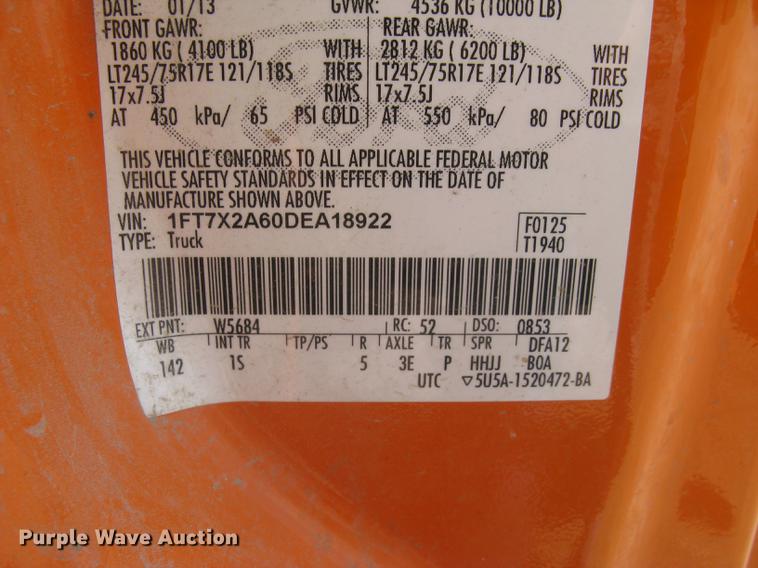 DATE: 01/13 GVWR: 4536 KG (10000 LB)
FRONT GAWR: REAR GAWR:
1860 KG ( 4100 LB) WITH 2812 KG ( 6200 LB) WITH
LT245/75R17E 121/118S TIRES LT245/75R17E 121/118S TIRES
17x7.5J RIMS 17x7.5J RIMS
AT 450 kPa/ 65 PSI COLD AT 550 kPa/ 80 PSI COLD
THIS VEHICLE CONFORMS TO ALL APPLICABLE FEDERAL MOTOR
VEHICLE SAFETY STANDARDS IN EFFECT ON THE DATE OF
MANUFACTURE SHOWN ABOVE.
VIN: 1FT7X2A60DEA18922 F0125
TYPE: Truck T1940
EXT PNT: W5684 RC: 52 DSO: 0853
WB INT TR TP/PS R AXLE TR SPR DFA12
142 1S 5 3E P HHJJ B0A
UTC ▽5U5A-1520472-BA
Purple Wave Auction